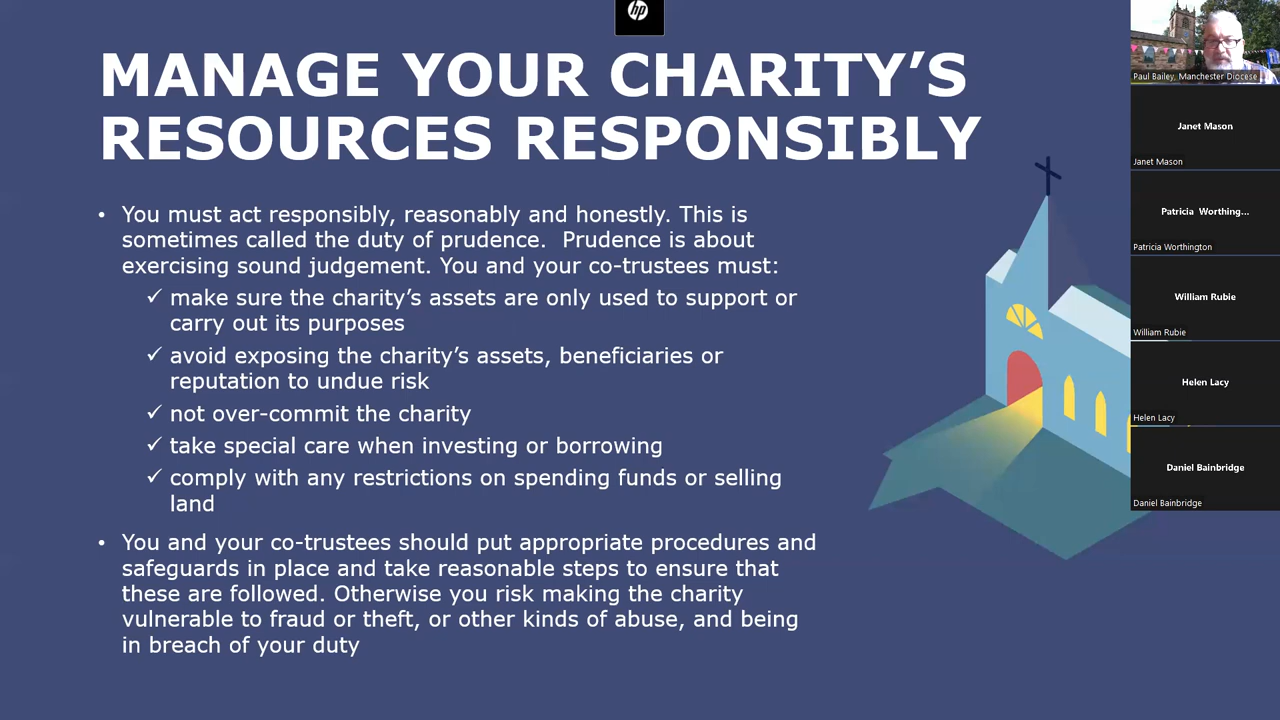 hp
MANAGE YOUR CHARITY’S
RESOURCES RESPONSIBLY
• You must act responsibly, reasonably and honestly. This is
sometimes called the duty of prudence.  Prudence is about
exercising sound judgement. You and your co-trustees must:
✓ make sure the charity’s assets are only used to support or
carry out its purposes
✓ avoid exposing the charity’s assets, beneficiaries or
reputation to undue risk
✓ not over-commit the charity
✓ take special care when investing or borrowing
✓ comply with any restrictions on spending funds or selling
land
• You and your co-trustees should put appropriate procedures and
safeguards in place and take reasonable steps to ensure that
these are followed. Otherwise you risk making the charity
vulnerable to fraud or theft, or other kinds of abuse, and being
in breach of your duty
Paul Bailey, Manchester Diocese
Janet Mason
Janet Mason
Patricia Worthing...
Patricia Worthington
William Rubie
William Rubie
Helen Lacy
Helen Lacy
Daniel Bainbridge
Daniel Bainbridge